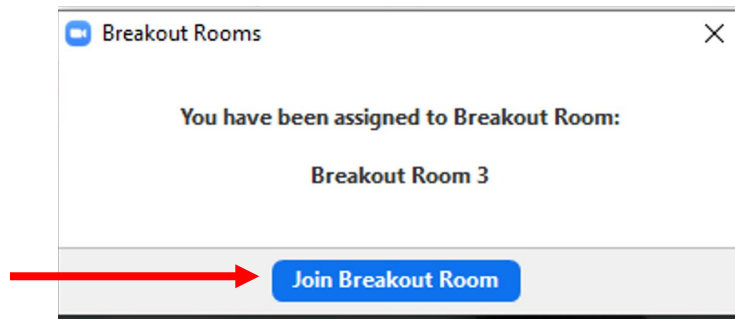 Breakout Rooms
You have been assigned to Breakout Room:
Breakout Room 3
Join Breakout Room